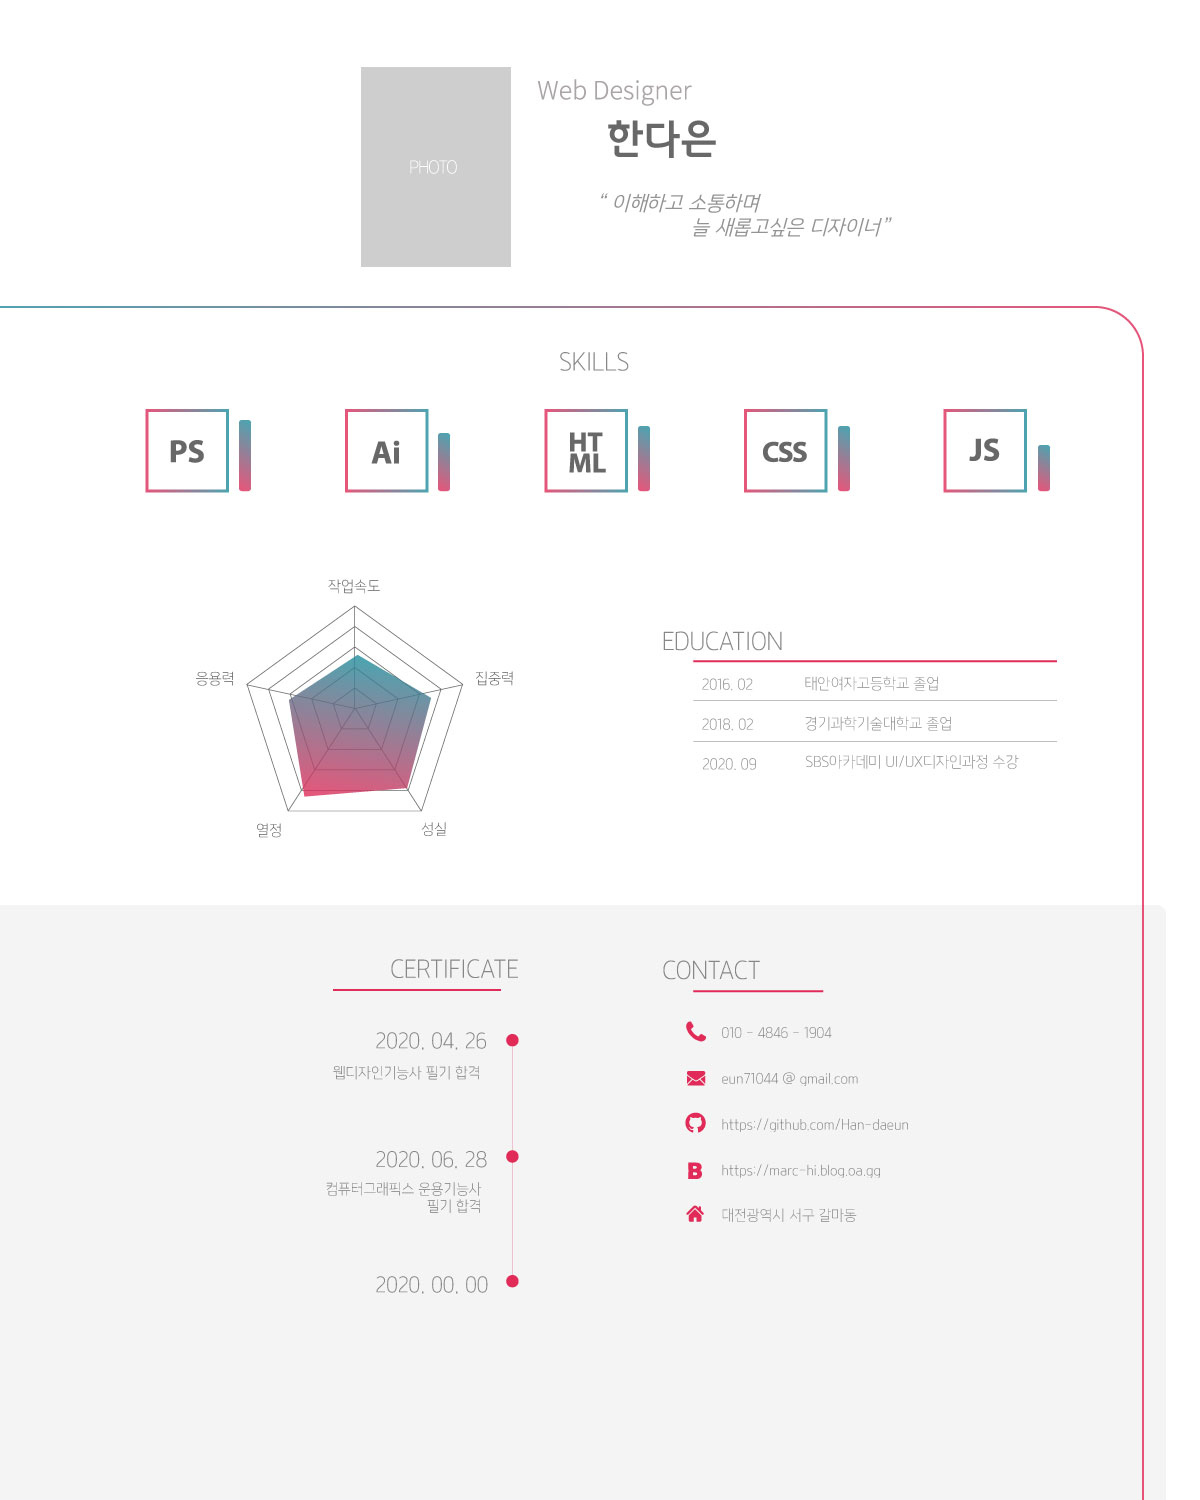 PHOTO
Web Designer
한다은
“ 이해하고 소통하며
늘 새롭고싶은 디자이너”
SKILLS
PS
Ai
HT
ML
CSS
JS
작업속도
응용력
집중력
열정
성실
EDUCATION
2016. 02 태안여자고등학교 졸업
2018. 02 경기과학기술대학교 졸업
2020. 09 SBS아카데미 UI/UX디자인과정 수강
CERTIFICATE
2020. 04. 26
웹디자인기능사 필기 합격
2020. 06. 28
컴퓨터그래픽스 운용기능사
필기 합격
2020. 00. 00
CONTACT
010 - 4846 - 1904
eun71044 @ gmail.com
https://github.com/Han-daeun
B https://marc-hi.blog.oa.gg
대전광역시 서구 갈마동